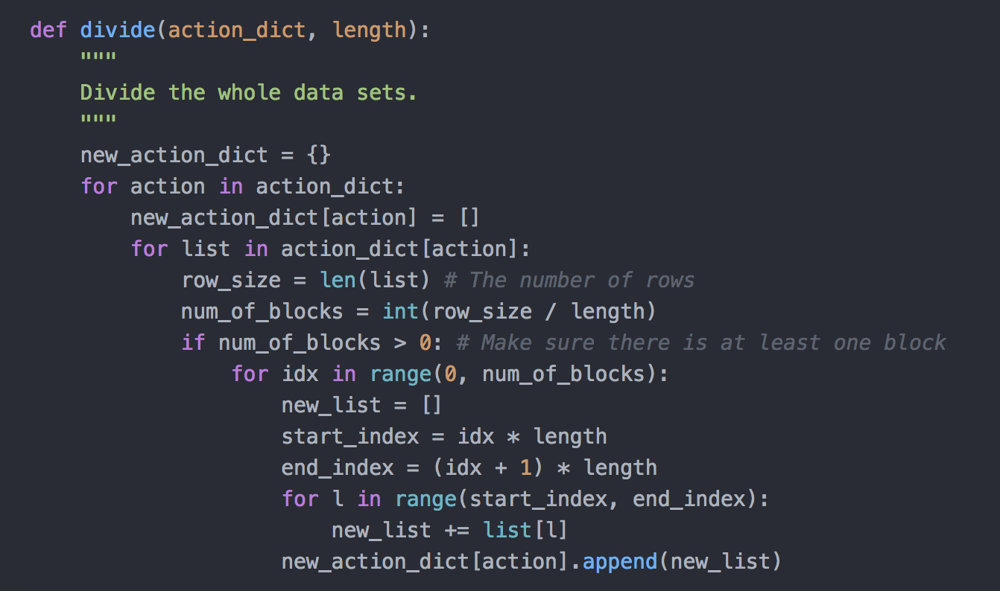 def divide(action_dict, length):
    """
    Divide the whole data sets.
    """
    new_action_dict = {}
    for action in action_dict:
        new_action_dict[action] = []
        for list in action_dict[action]:
            row_size = len(list) # The number of rows
            num_of_blocks = int(row_size / length)
            if num_of_blocks > 0: # Make sure there is at least one block
                for idx in range(0, num_of_blocks):
                    new_list = []
                    start_index = idx * length
                    end_index = (idx + 1) * length
                    for l in range(start_index, end_index):
                        new_list += list[l]
                    new_action_dict[action].append(new_list)